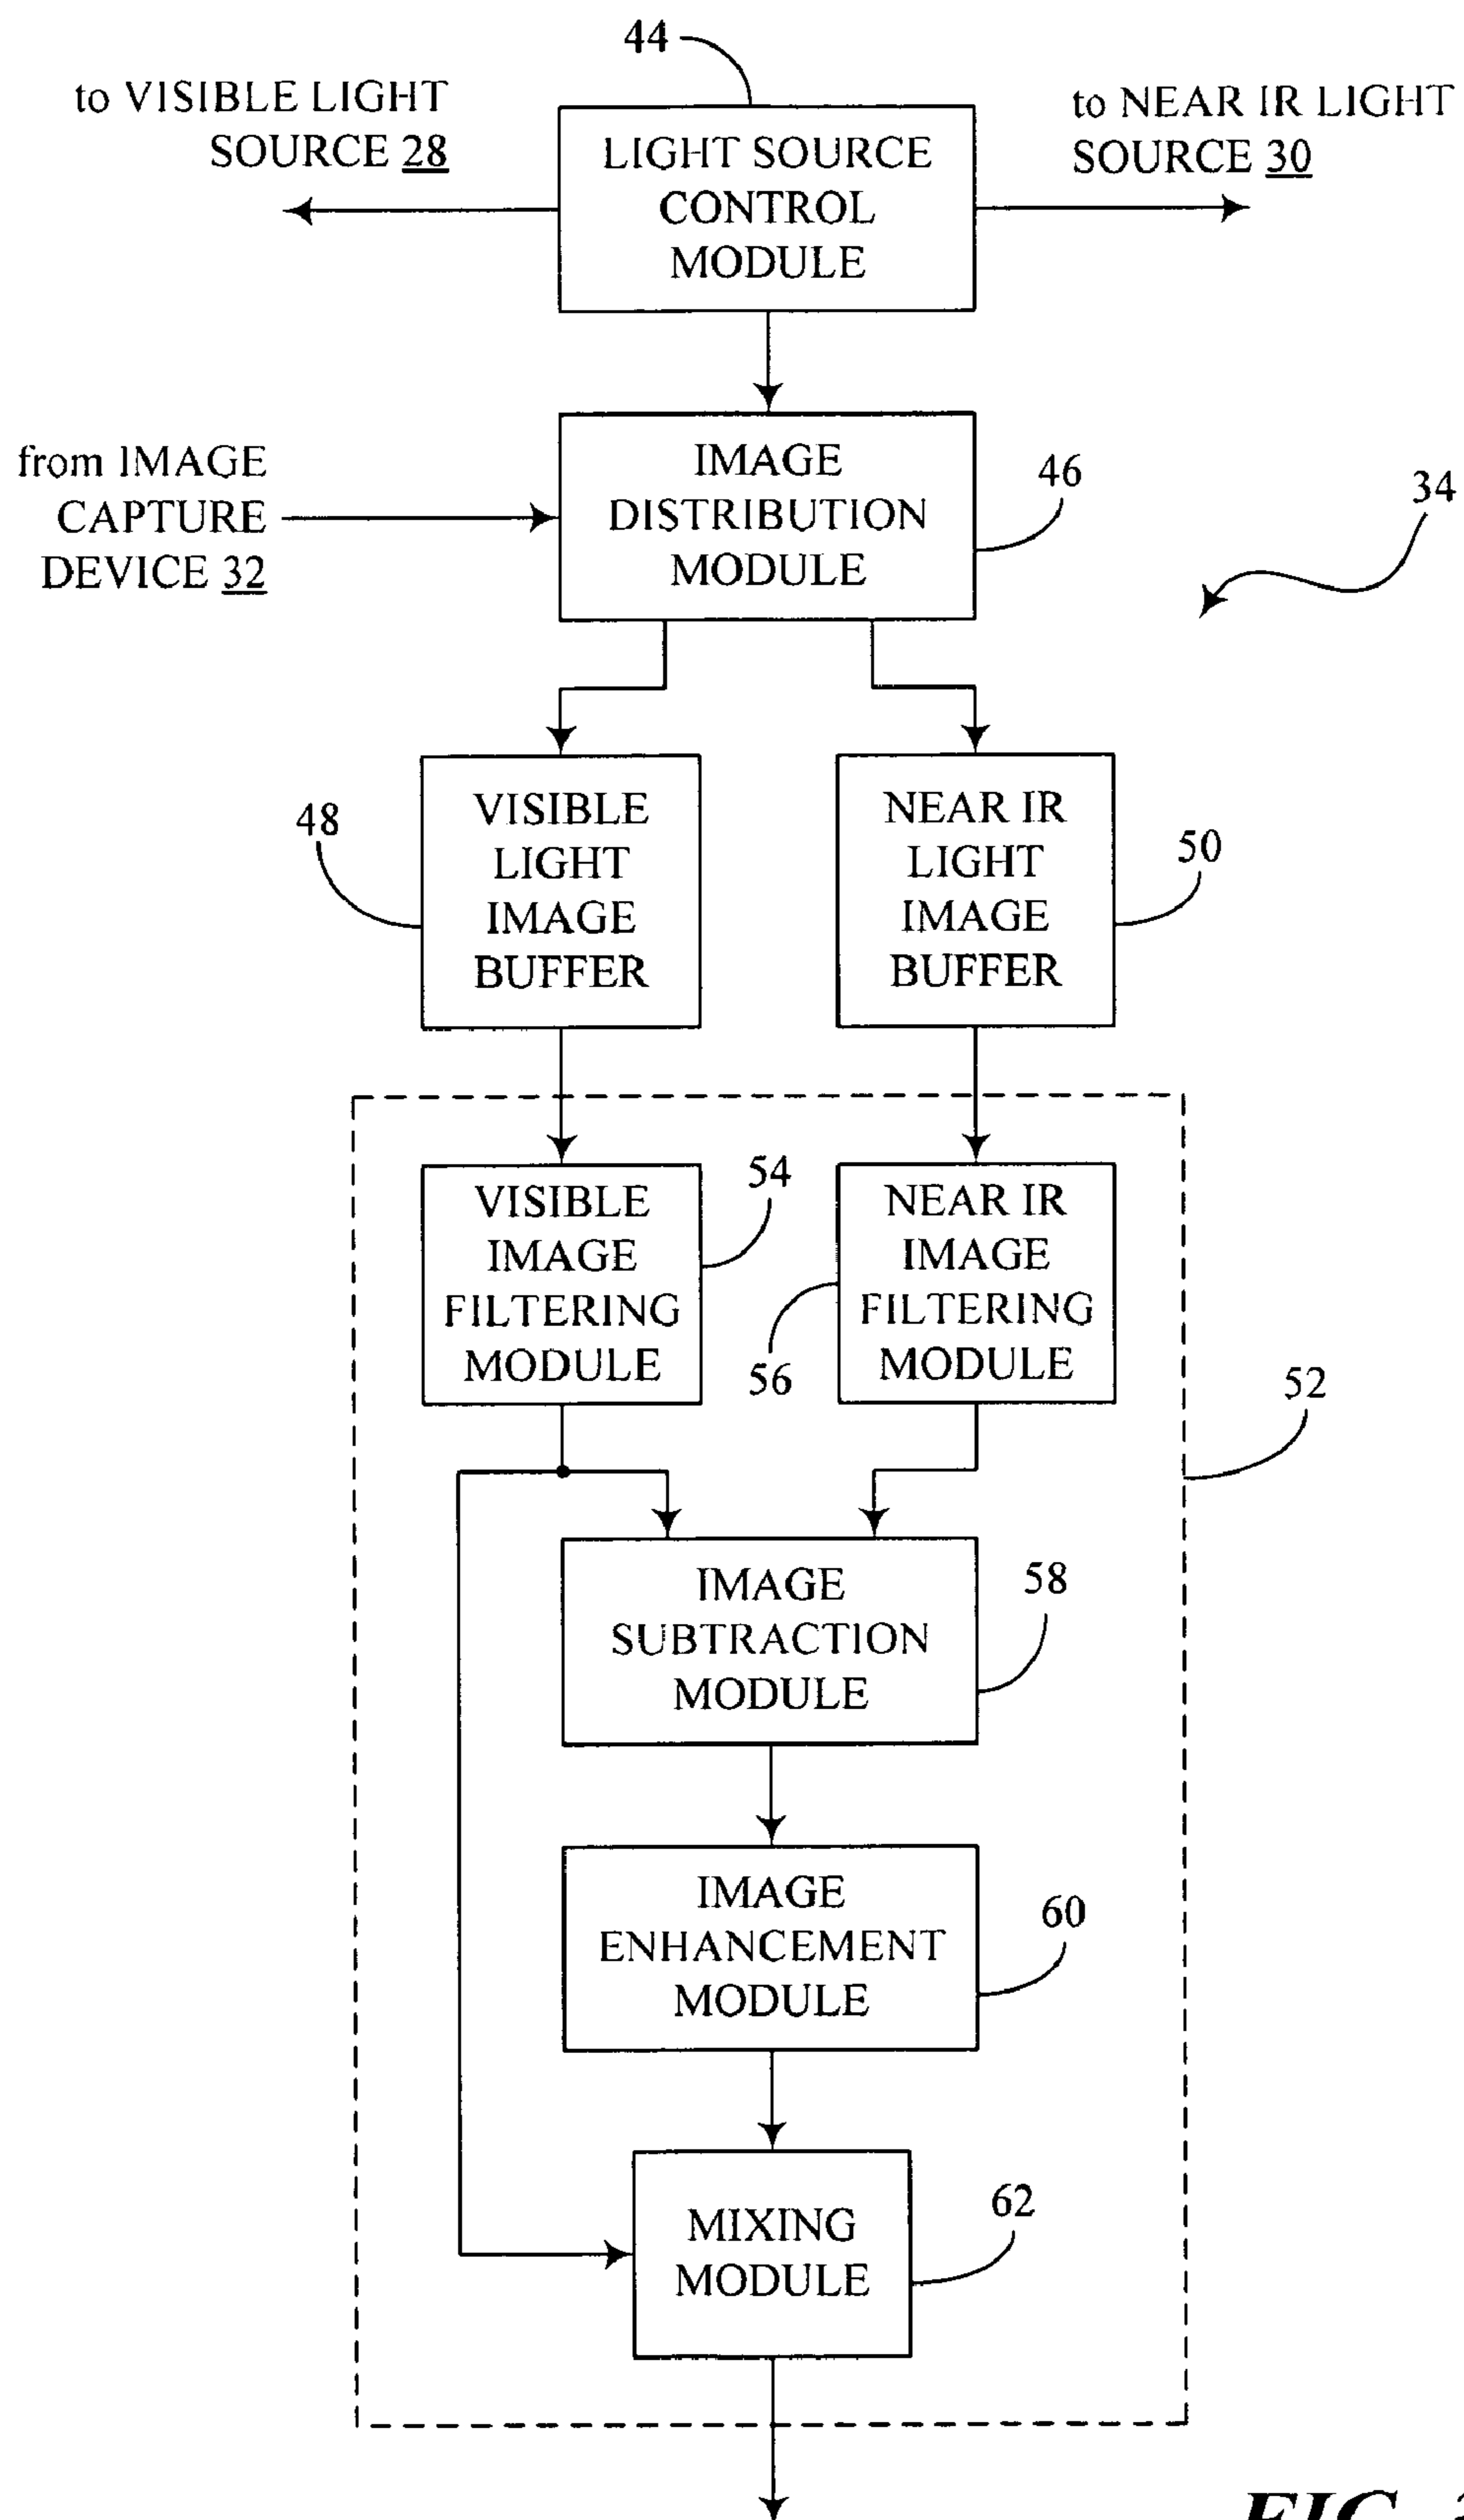 44
to VISIBLE LIGHT
SOURCE 28
LIGHT SOURCE
CONTROL
MODULE
to NEAR IR LIGHT
SOURCE 30
from IMAGE
CAPTURE
DEVICE 32
IMAGE
DISTRIBUTION
MODULE
46
34
48
VISIBLE
LIGHT
IMAGE
BUFFER
NEAR IR
LIGHT
IMAGE
BUFFER
50
VISIBLE
IMAGE
FILTERING
MODULE
54
56
NEAR IR
IMAGE
FILTERING
MODULE
52
IMAGE
SUBTRACTION
MODULE
58
IMAGE
ENHANCEMENT
MODULE
60
MIXING
MODULE
62
FIG.